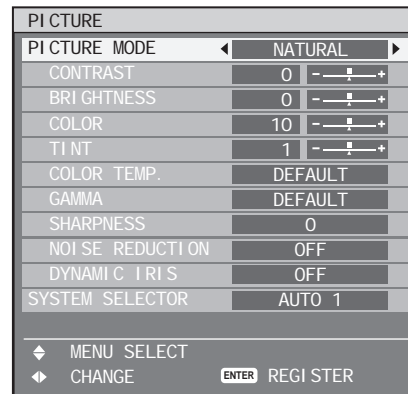 PICTURE
PICTURE MODE NATURAL
CONTRAST 0 - +
BRIGHTNESS 0 - +
COLOR 10 - +
TINT 1 - +
COLOR TEMP. DEFAULT
GAMMA DEFAULT
SHARPNESS 0
NOISE REDUCTION OFF
DYNAMIC IRIS OFF
SYSTEM SELECTOR AUTO 1
MENU SELECT
CHANGE ENTER REGISTER